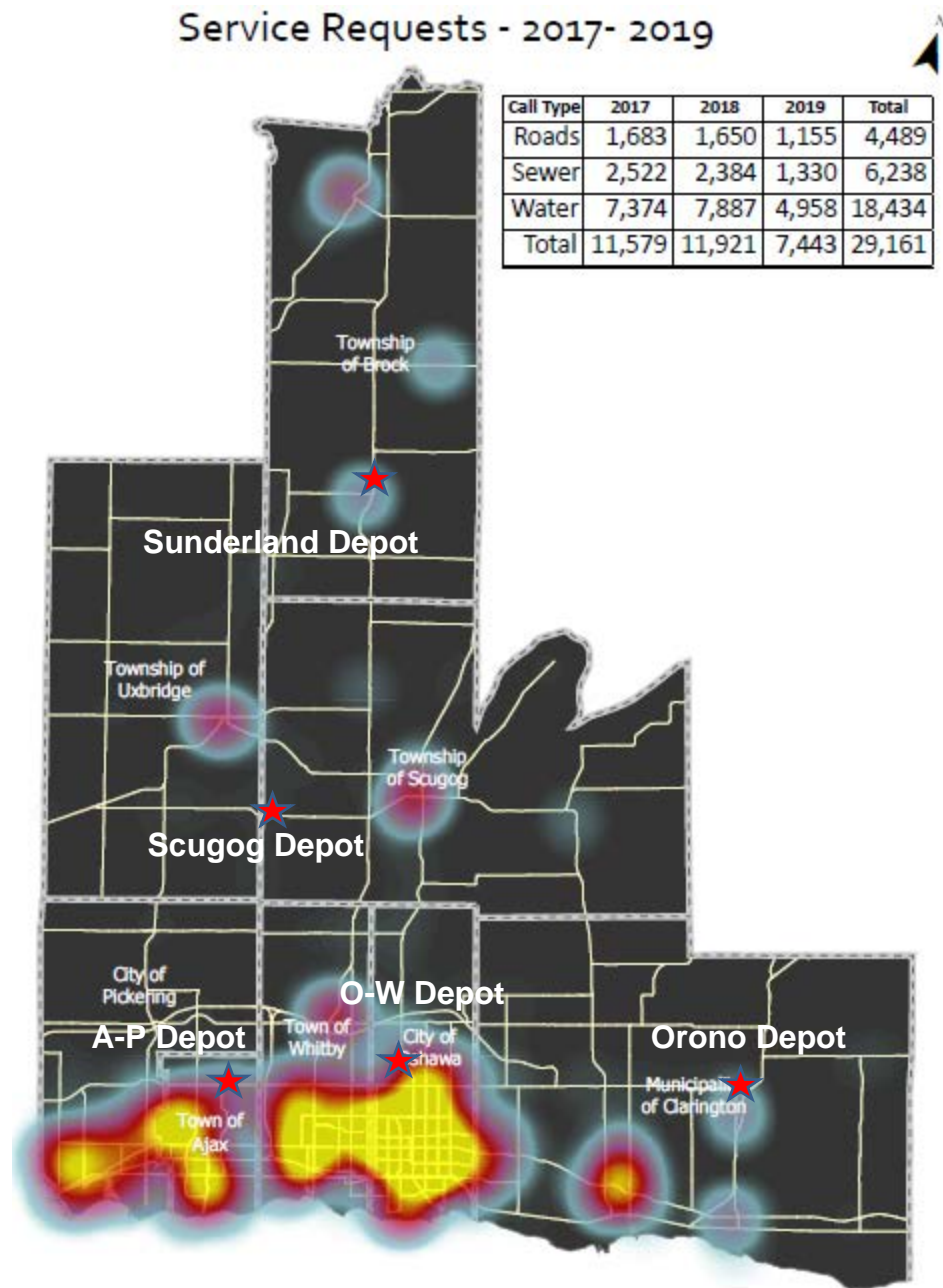 Service Requests - 2017- 2019
Call Type 2017 2018 2019 Total
Roads 1,683 1,650 1,155 4,489
Sewer 2,522 2,384 1,330 6,238
Water 7,374 7,887 4,958 18,434
Total 11,579 11,921 7,443 29,161
Township
of Brock
Sunderland Depot
Township of
Uxbridge
Township
of Scugog
Scugog Depot
City of
Pickering
O-W Depot
A-P Depot
Town of
Whitby
City of
Orono Depot
of Clarington
Town of
Ajax